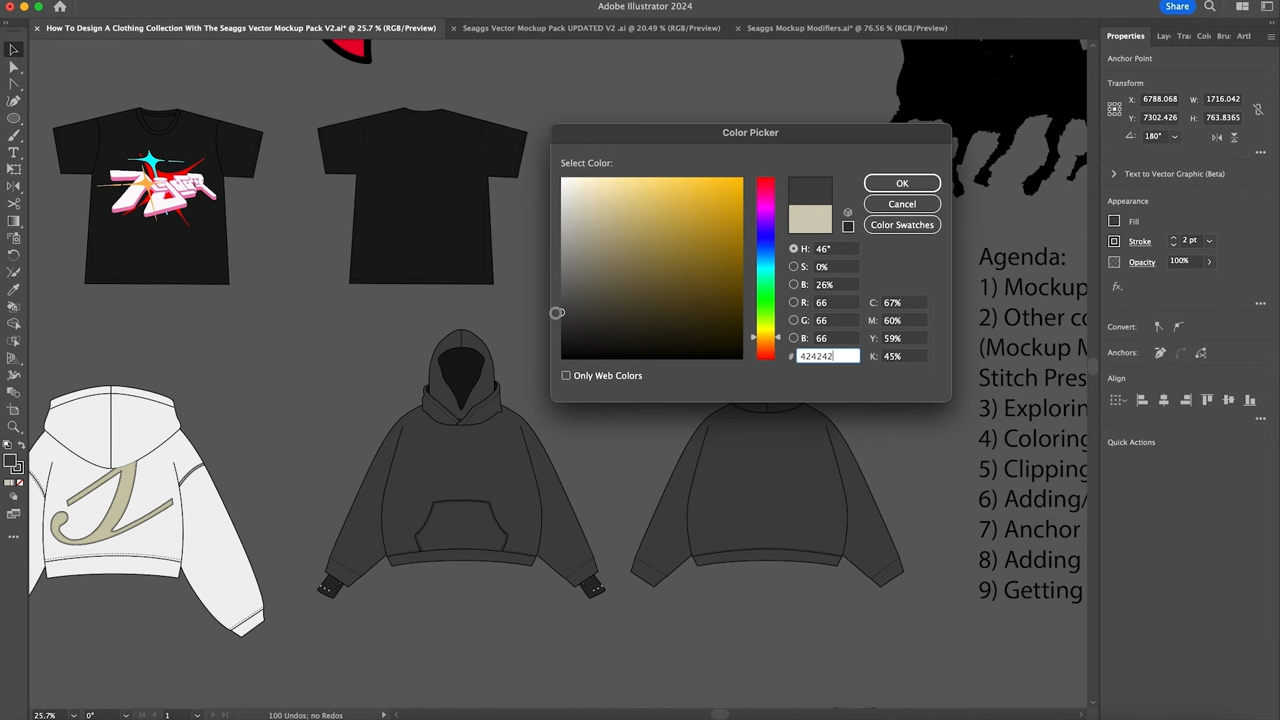 Adobe Illustrator 2024
Share
× How To Design A Clothing Collection With The Seaggs Vector Mockup Pack V2.ai* @ 25.7 % (RGB/Preview)
× Seaggs Vector Mockup Pack UPDATED V2 .ai @ 20.49 % (RGB/Preview)
× Seaggs Mockup Modifiers.ai* @ 76.56 % (RGB/Preview)
Properties
Lay
Tra
Col
Bru
Artl
Anchor Point
Transform
X: 6788.068
W: 1716.042
Y: 7302.426
H: 763.8365
180°
Text to Vector Graphic (Beta)
Appearance
Fill
Stroke
2 pt
Opacity
100%
fx.
Convert:
Anchors:
Align
Quick Actions
Color Picker
Select Color:
OK
Cancel
Color Swatches
H: 46°
S: 0%
B: 26%
R: 66
C: 67%
G: 66
M: 60%
B: 66
Y: 59%
# 424242
K: 45%
Only Web Colors
Agenda:
1) Mockup
2) Other co
(Mockup M
Stitch Pres
3) Explorin
4) Coloring
5) Clipping
6) Adding/
7) Anchor
8) Adding
9) Getting
25.7%
0°
1
100 Undos; no Redos